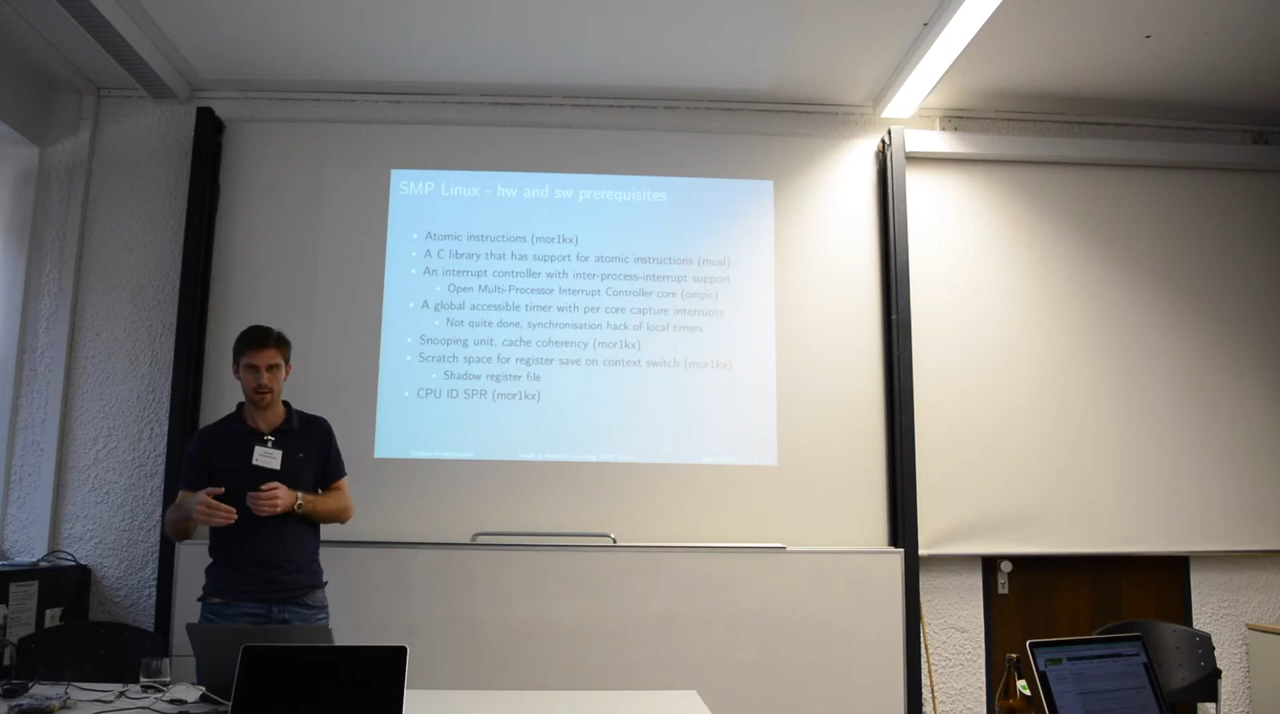 SMP Linux - hw and sw prerequisites
Atomic instructions (mor1kx)
A C library that has support for atomic instructions (musl)
An interrupt controller with inter-process-interrupt support
Open Multi-Processor Interrupt Controller core (ompic)
A global accessible timer with per core capture interrupts
Not quite done, synchronisation hack of local timers
Snooping unit, cache coherency (mor1kx)
Scratch space for register save on context switch (mor1kx)
Shadow register file
CPU ID SPR (mor1kx)